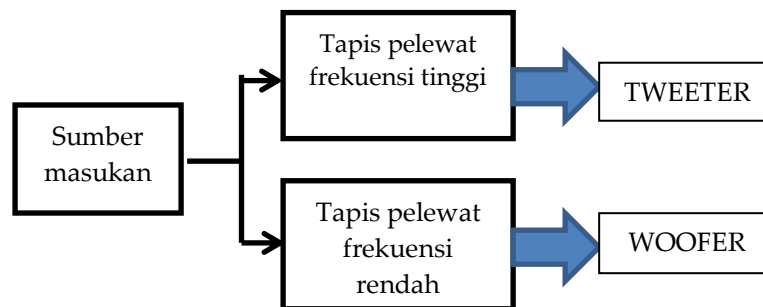 Sumber
masukan
Tapis pelewat
frekuensi tinggi
TWEETER
Tapis pelewat
frekuensi
rendah
WOOFER